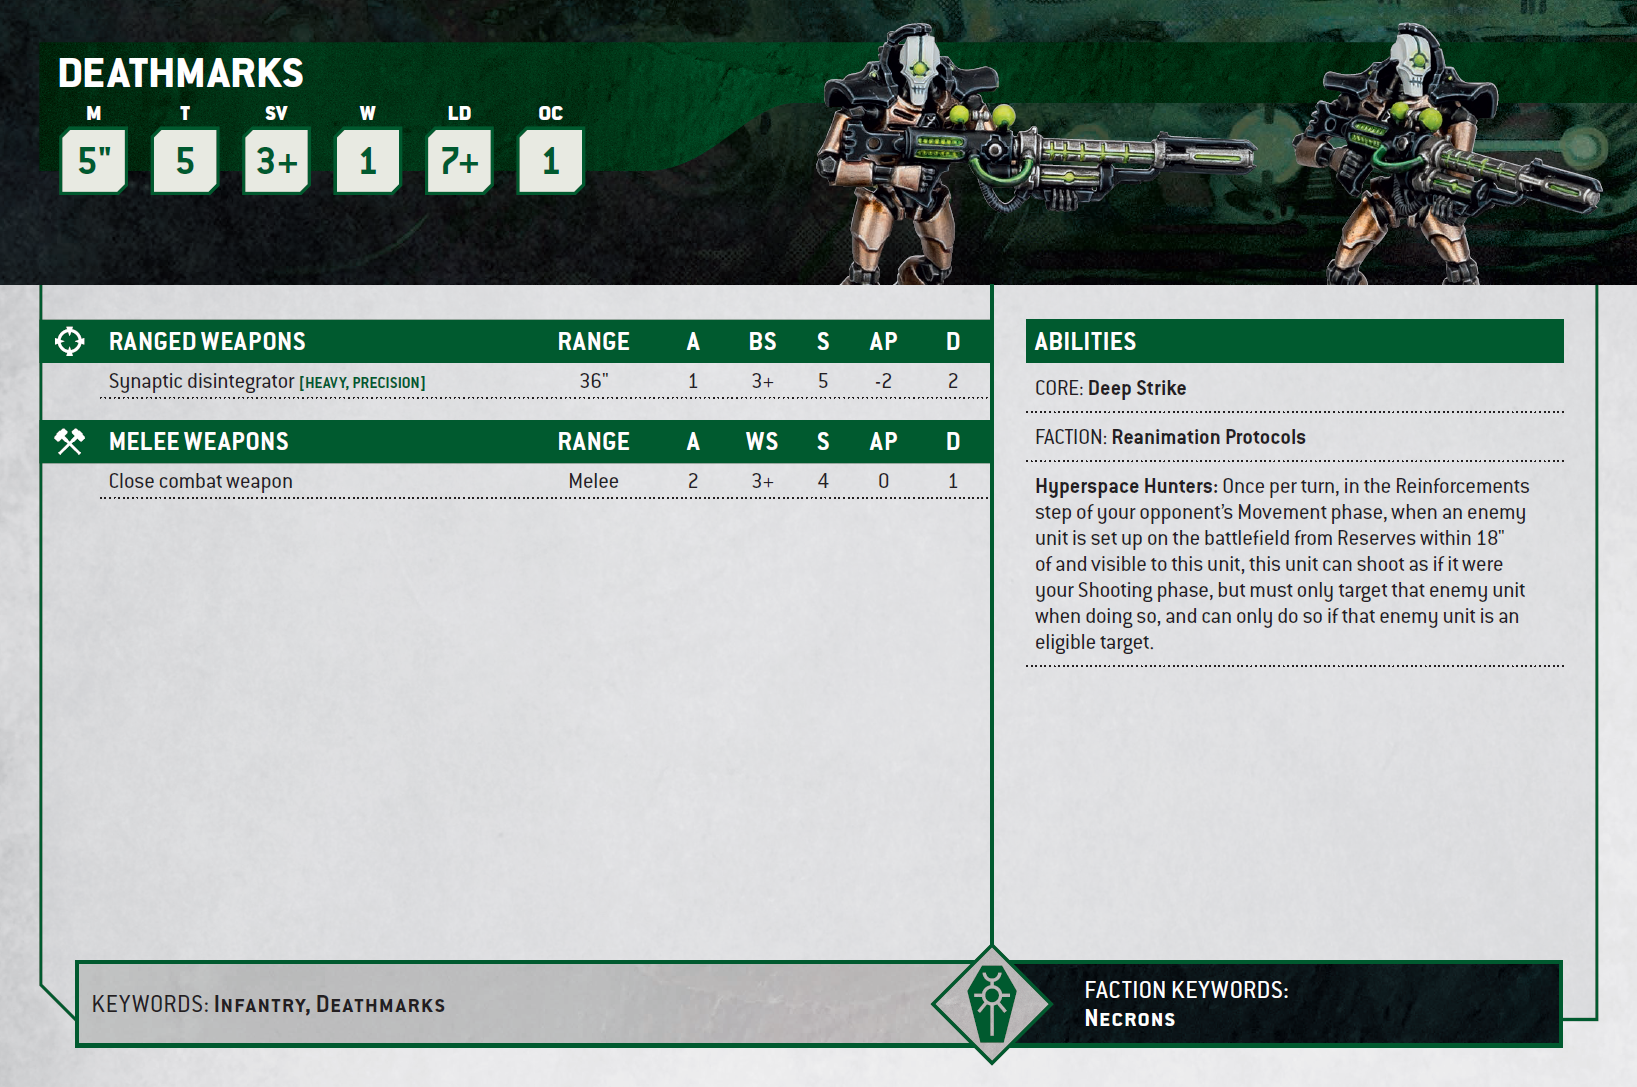 DEATHMARKS
M T SV W LD OC
5" 5 3+ 1 7+ 1
RANGED WEAPONS RANGE A BS S AP D
Synaptic disintegrator [HEAVY, PRECISION] 36" 1 3+ 5 -2 2
MELEE WEAPONS RANGE A WS S AP D
Close combat weapon Melee 2 3+ 4 0 1
ABILITIES
CORE: Deep Strike
FACTION: Reanimation Protocols
Hyperspace Hunters: Once per turn, in the Reinforcements
step of your opponent's Movement phase, when an enemy
unit is set up on the battlefield from Reserves within 18"
of and visible to this unit, this unit can shoot as if it were
your Shooting phase, but must only target that enemy unit
when doing so, and can only do so if that enemy unit is an
eligible target.
KEYWORDS: INFANTRY, DEATHMARKS
FACTION KEYWORDS:
NECRONS